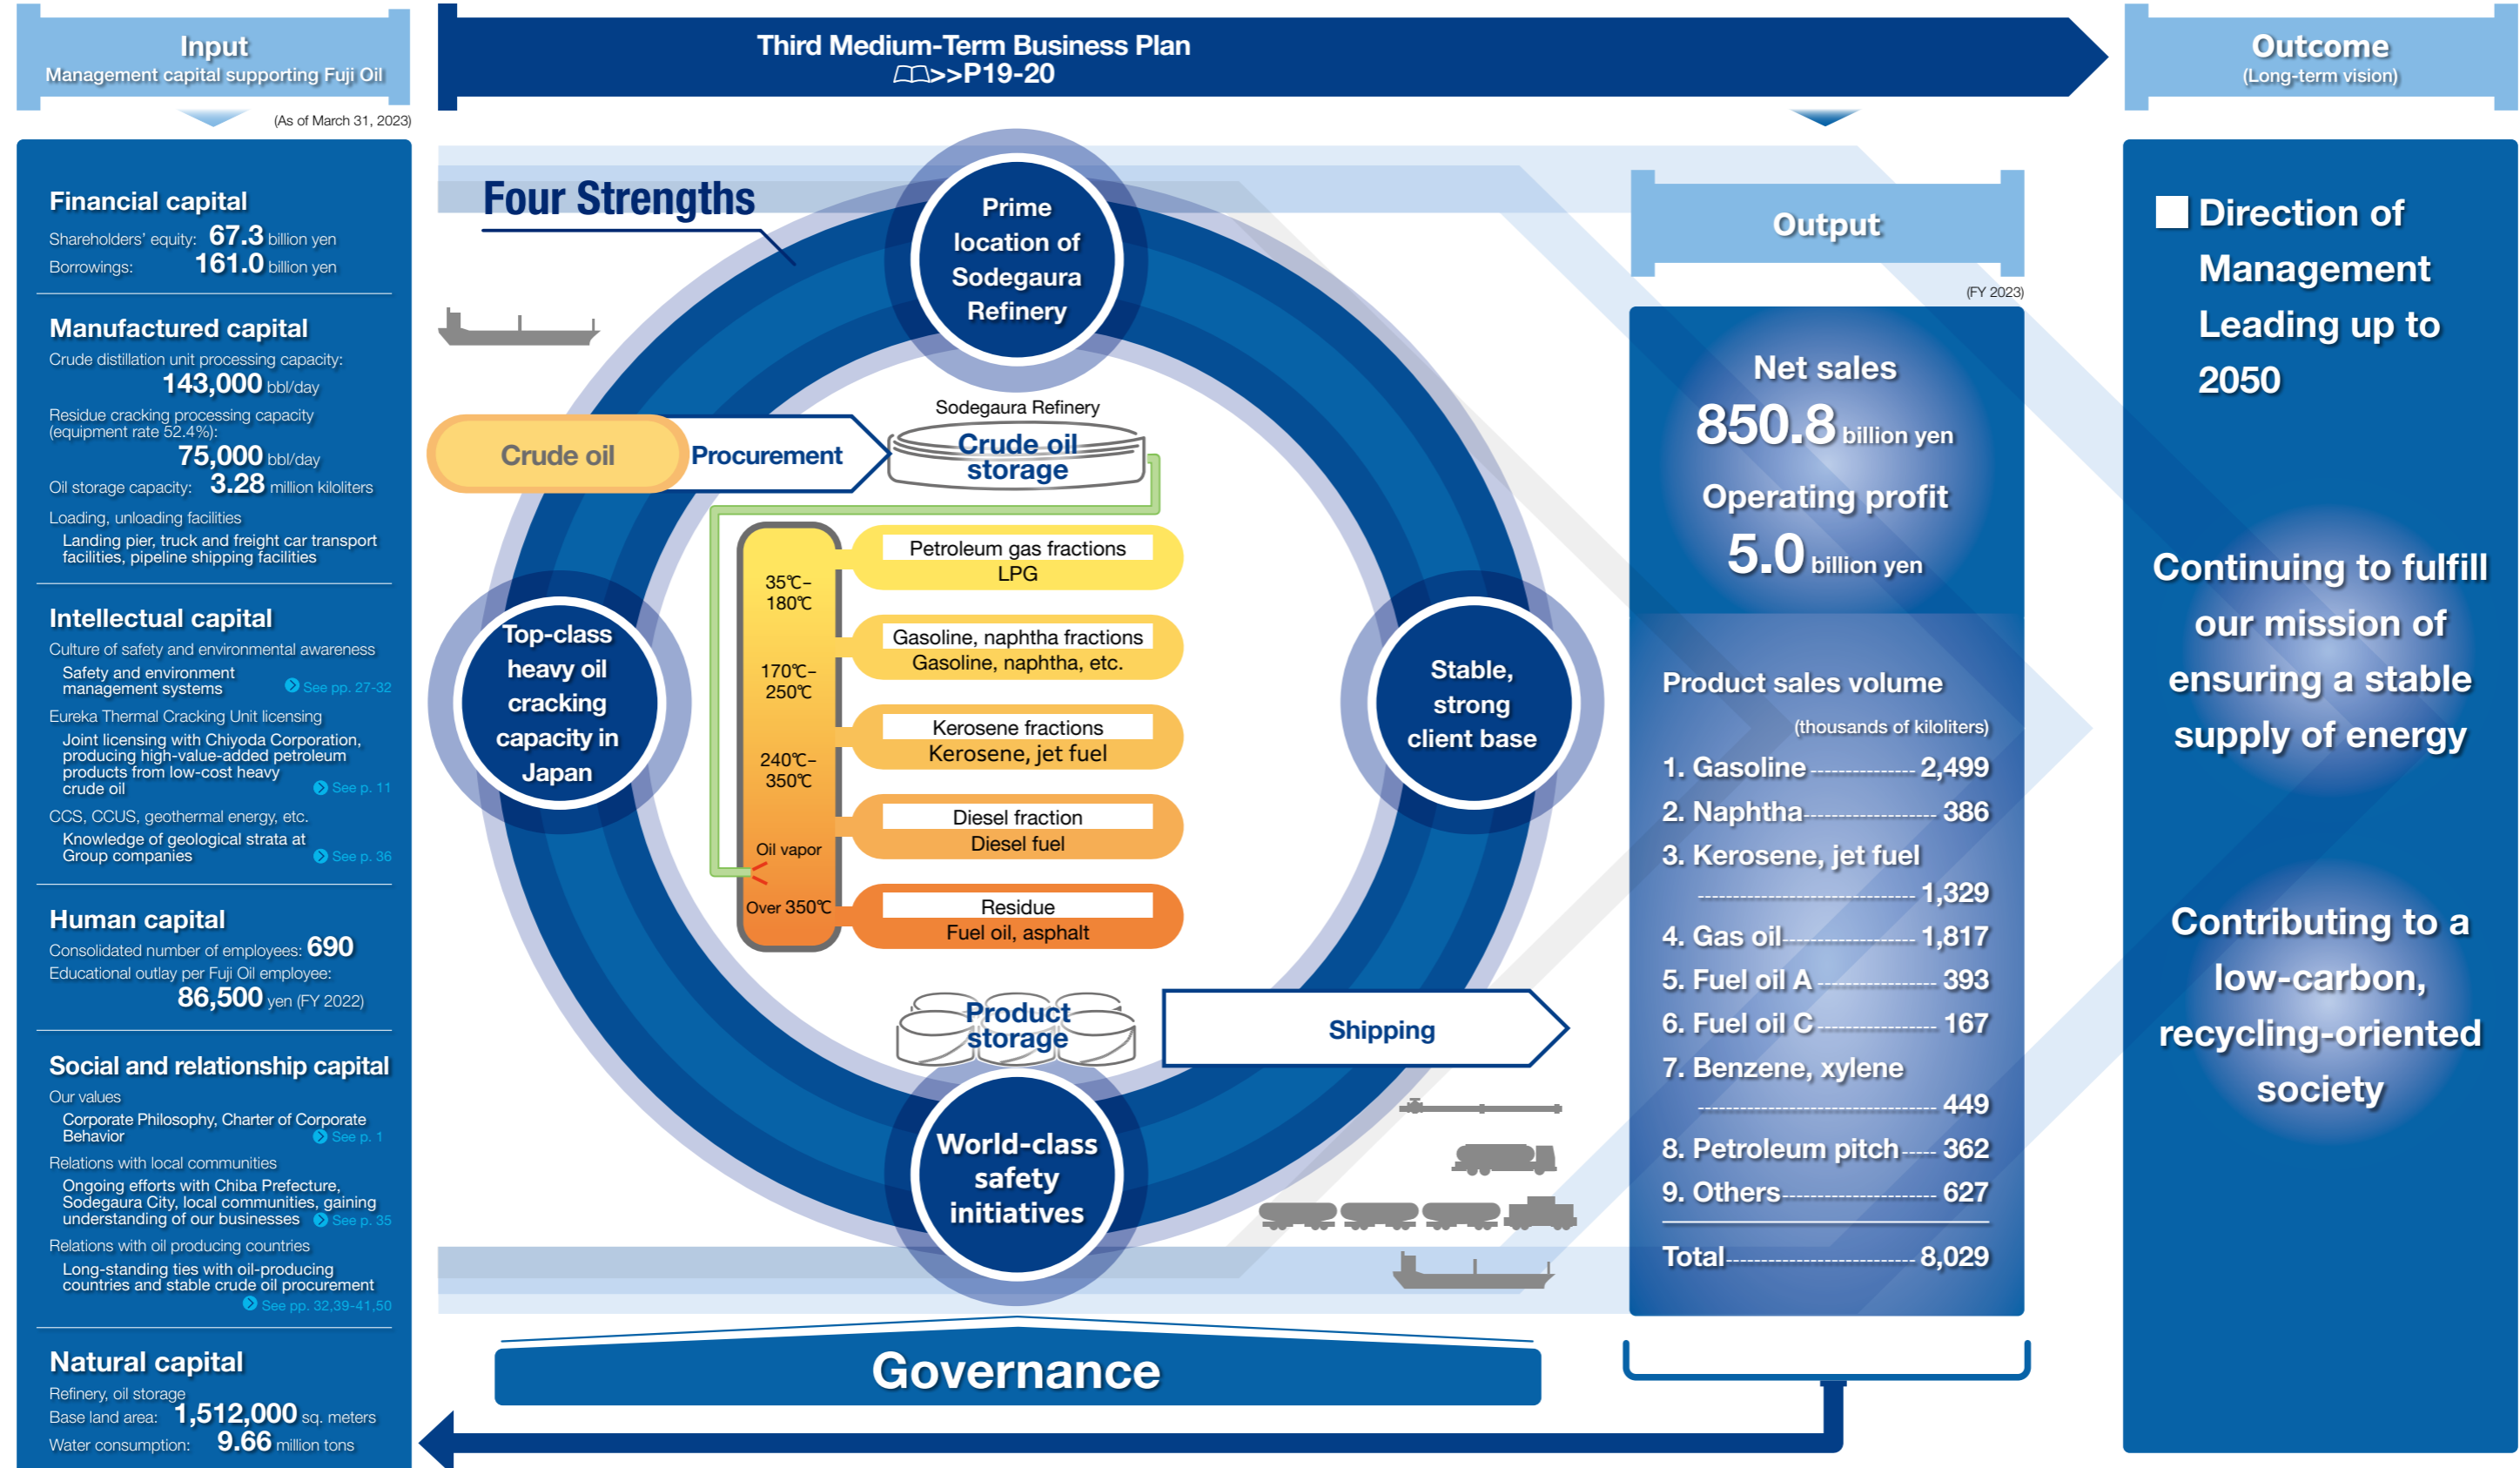 Input
Management capital supporting Fuji Oil
(As of March 31, 2023)
Financial capital
Shareholders' equity: 67.3 billion yen
Borrowings: 161.0 billion yen
Manufactured capital
Crude distillation unit processing capacity:
143,000 bbl/day
Residue cracking processing capacity
(equipment rate 52.4%):
75,000 bbl/day
Oil storage capacity: 3.28 million kiloliters
Loading, unloading facilities
Landing pier, truck and freight car transport
facilities, pipeline shipping facilities
Intellectual capital
Culture of safety and environmental awareness
Safety and environment
management systems See pp. 27-32
Eureka Thermal Cracking Unit licensing
Joint licensing with Chiyoda Corporation,
producing high-value-added petroleum
products from low-cost heavy
crude oil See p. 11
CCS, CCUS, geothermal energy, etc.
Knowledge of geological strata at
Group companies See p. 36
Human capital
Consolidated number of employees: 690
Educational outlay per Fuji Oil employee:
86,500 yen (FY 2022)
Social and relationship capital
Our values
Corporate Philosophy, Charter of Corporate
Behavior See p. 1
Relations with local communities
Ongoing efforts with Chiba Prefecture,
Sodegaura City, local communities, gaining
understanding of our businesses See p. 35
Relations with oil producing countries
Long-standing ties with oil-producing
countries and stable crude oil procurement
See pp. 32,39-41,50
Natural capital
Refinery, oil storage
Base land area: 1,512,000 sq. meters
Water consumption: 9.66 million tons
Third Medium-Term Business Plan
>>P19-20
Four Strengths
Prime
location of
Sodegaura
Refinery
Crude oil
Procurement
Sodegaura Refinery
Crude oil
storage
35℃–
180℃
170℃–
250℃
240℃–
350℃
Oil vapor
Over 350℃
Petroleum gas fractions
LPG
Gasoline, naphtha fractions
Gasoline, naphtha, etc.
Kerosene fractions
Kerosene, jet fuel
Diesel fraction
Diesel fuel
Residue
Fuel oil, asphalt
Top-class
heavy oil
cracking
capacity in
Japan
Stable,
strong
client base
Product
storage
Shipping
World-class
safety
initiatives
Governance
Output
(FY 2023)
Net sales
850.8 billion yen
Operating profit
5.0 billion yen
Product sales volume
(thousands of kiloliters)
1. Gasoline 2,499
2. Naphtha 386
3. Kerosene, jet fuel
1,329
4. Gas oil 1,817
5. Fuel oil A 393
6. Fuel oil C 167
7. Benzene, xylene
449
8. Petroleum pitch 362
9. Others 627
Total 8,029
Outcome
(Long-term vision)
Direction of
Management
Leading up to
2050
Continuing to fulfill
our mission of
ensuring a stable
supply of energy
Contributing to a
low-carbon,
recycling-oriented
society